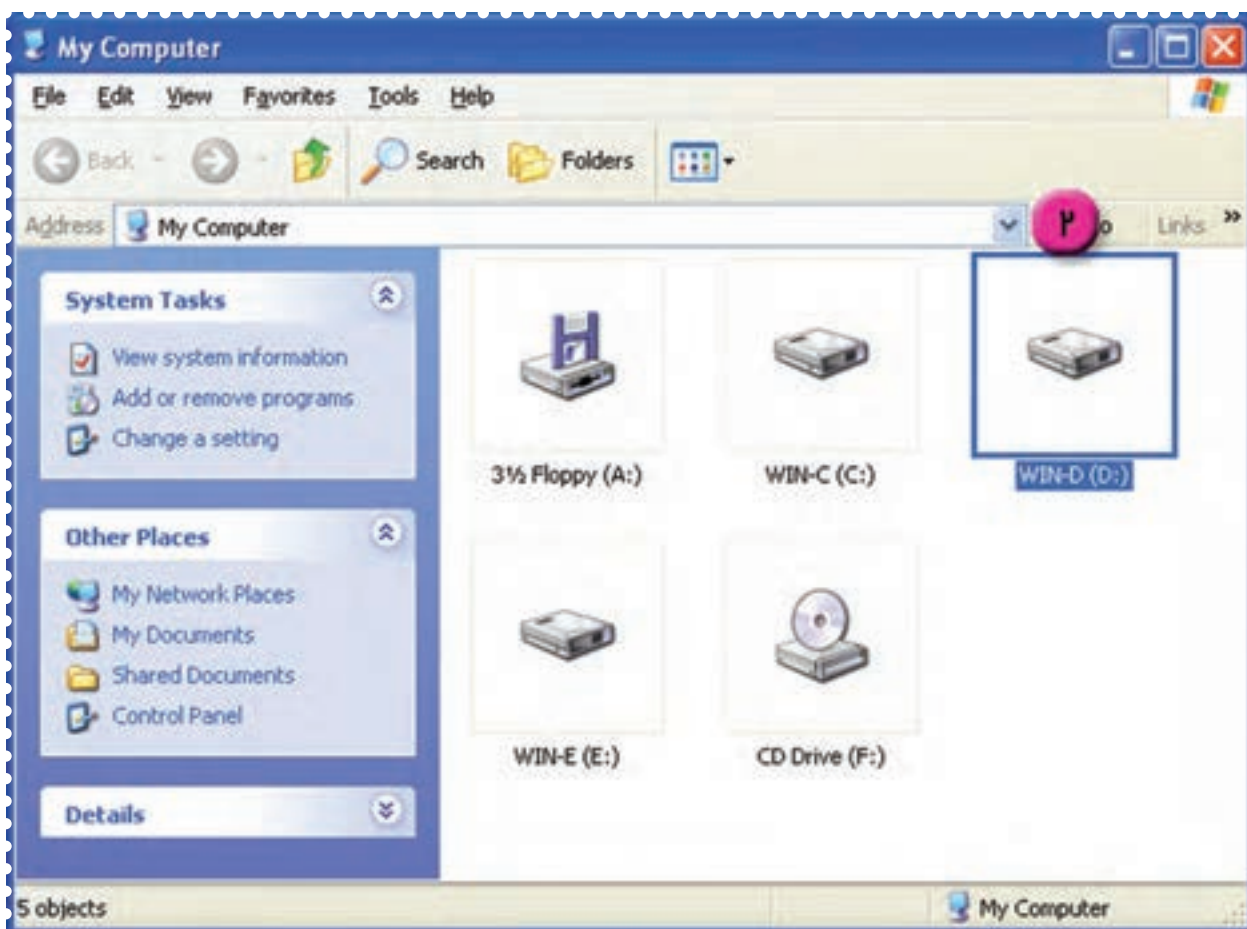 My Computer
File Edit View Favorites Tools Help
Back Search Folders
Address My Computer ۲ o Links »
System Tasks
View system information
Add or remove programs
Change a setting
Other Places
My Network Places
My Documents
Shared Documents
Control Panel
Details
3½ Floppy (A:) WIN-C (C:) WIN-D (D:)
WIN-E (E:) CD Drive (F:)
5 objects My Computer